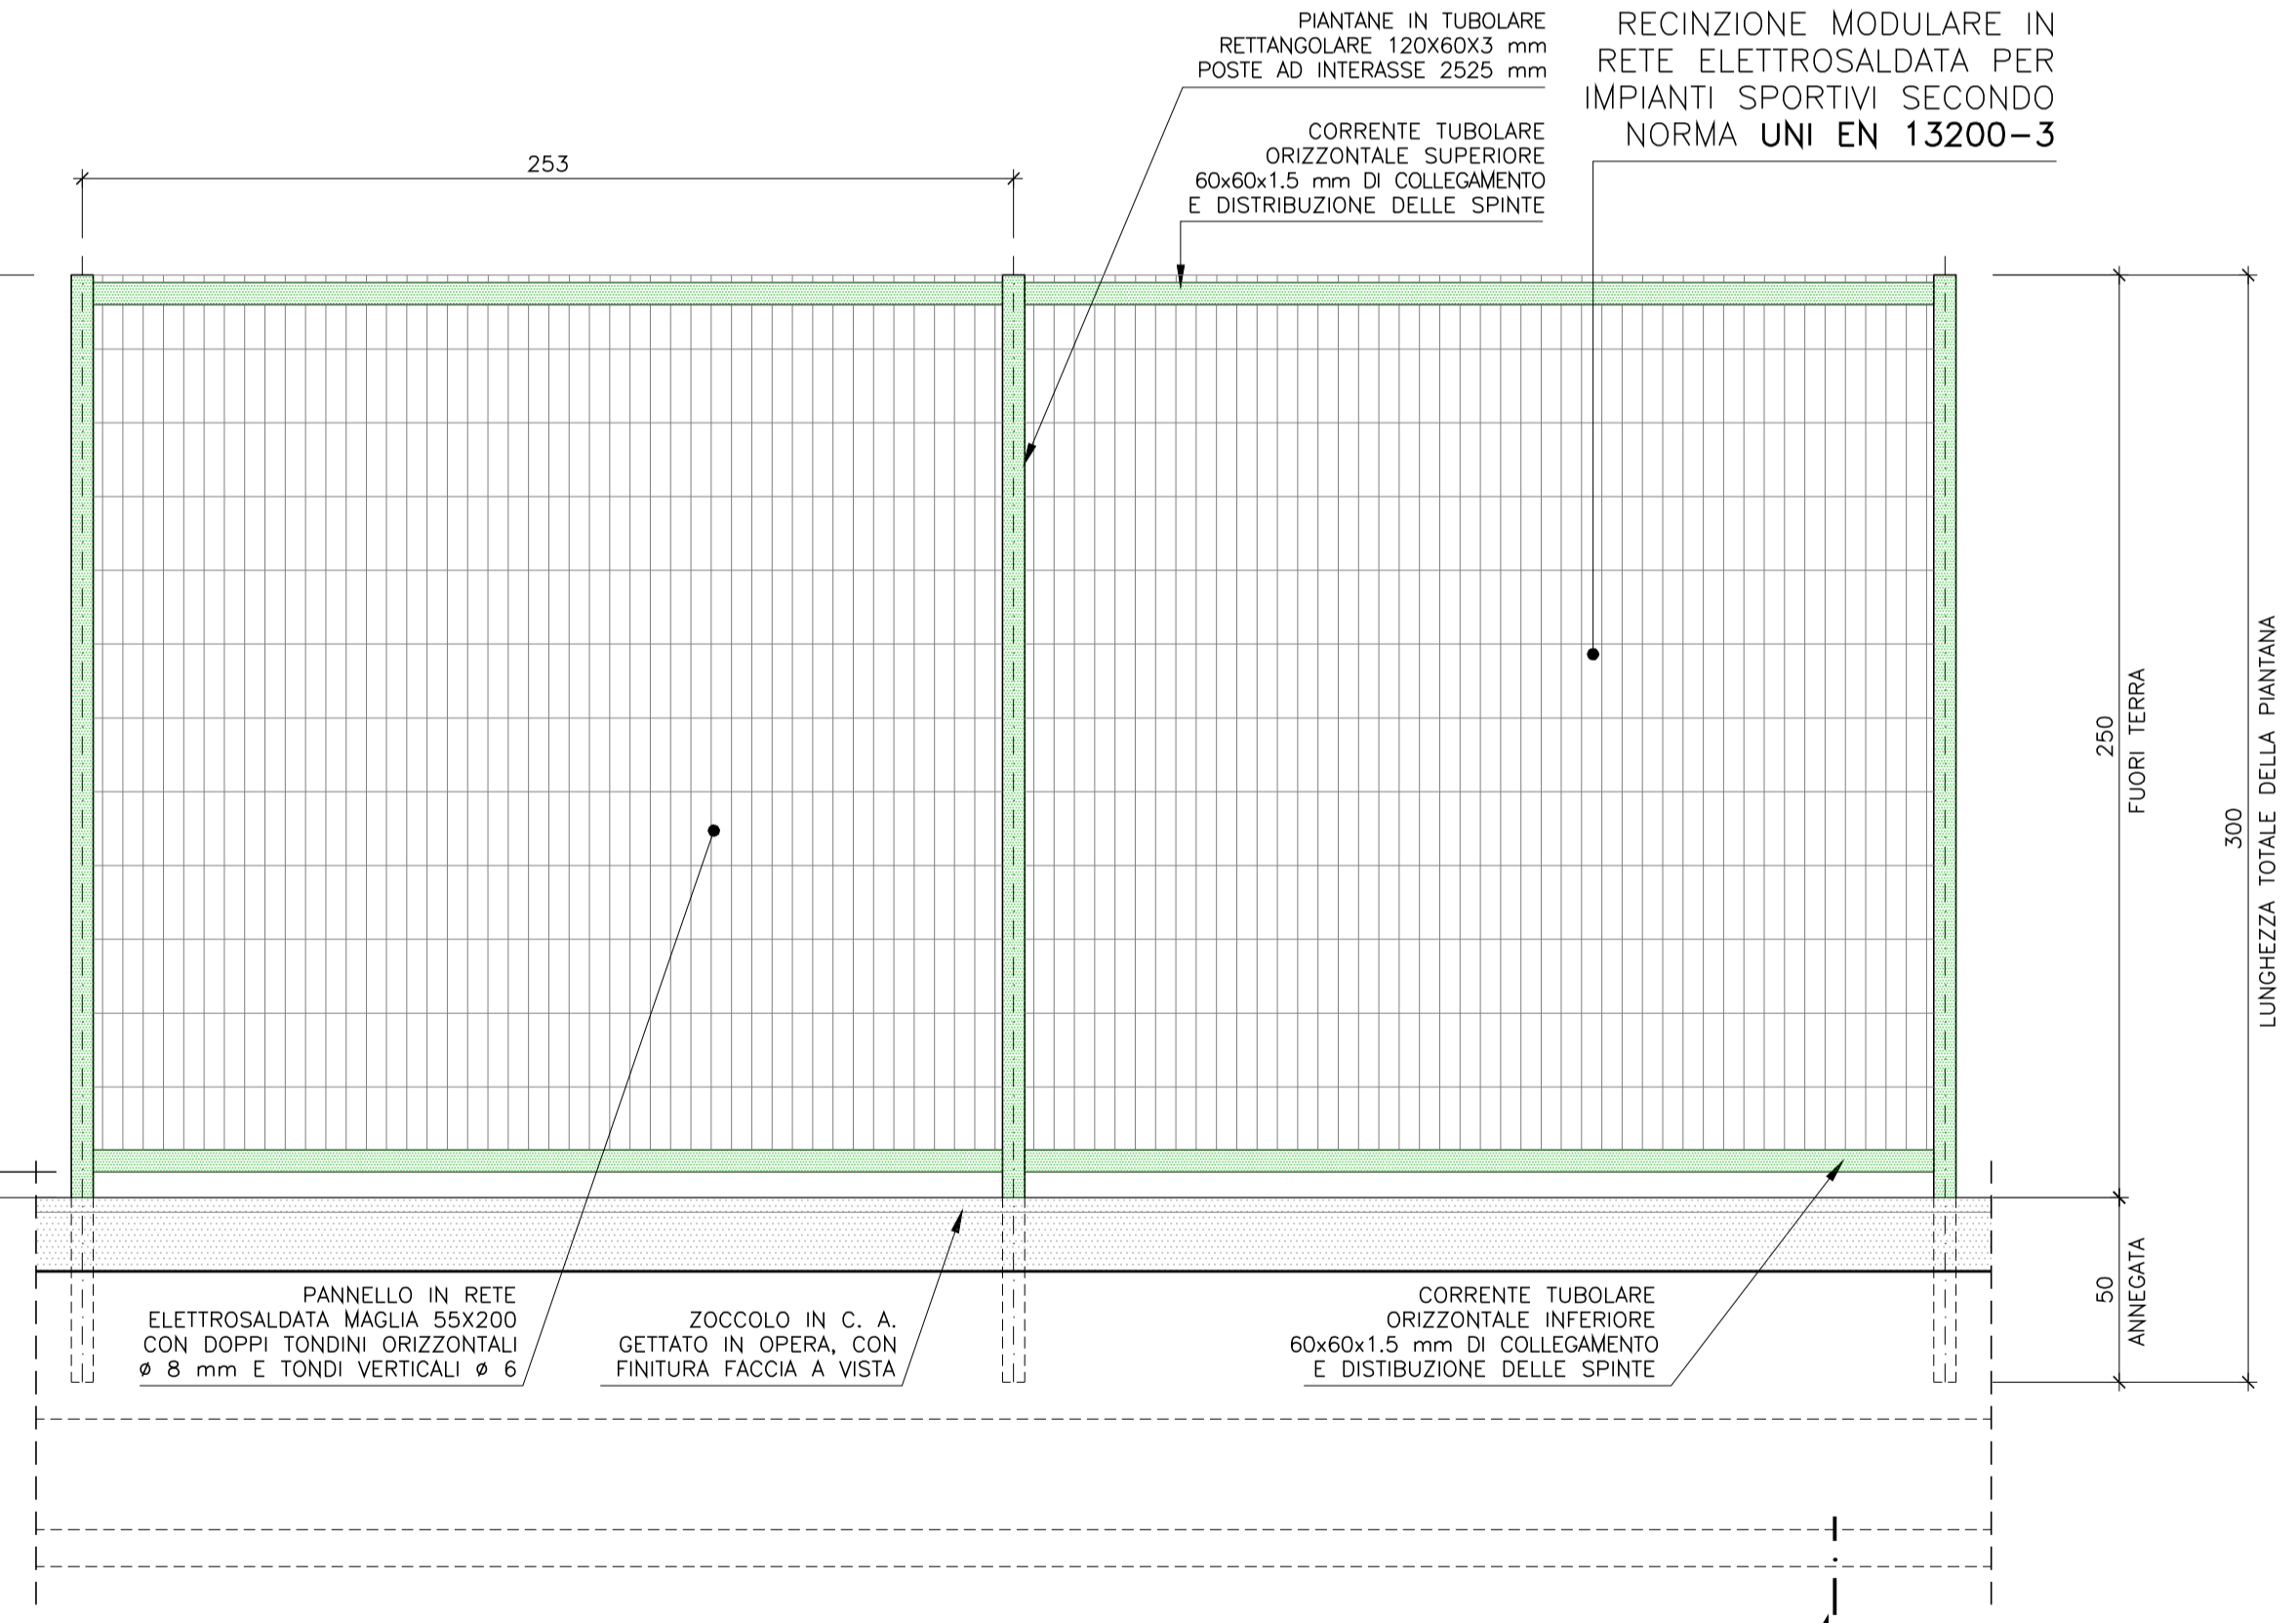 PIANTANE IN TUBOLARE
RETTANGOLARE 120X60X3 mm
POSTE AD INTERASSE 2525 mm
RECINZIONE MODULARE IN
RETE ELETTROSALDATA PER
IMPIANTI SPORTIVI SECONDO
NORMA UNI EN 13200-3
CORRENTE TUBOLARE
ORIZZONTALE SUPERIORE
60x60x1.5 mm DI COLLEGAMENTO
E DISTRIBUZIONE DELLE SPINTE
253
250
FUORI TERRA
300
LUNGHEZZA TOTALE DELLA PIANTANA
50
ANNEGATA
PANNELLO IN RETE
ELETTROSALDATA MAGLIA 55X200
CON DOPPI TONDINI ORIZZONTALI
ø 8 mm E TONDI VERTICALI ø 6
ZOCCOLO IN C. A.
GETTATO IN OPERA, CON
FINITURA FACCIA A VISTA
CORRENTE TUBOLARE
ORIZZONTALE INFERIORE
60x60x1.5 mm DI COLLEGAMENTO
E DISTIBUZIONE DELLE SPINTE